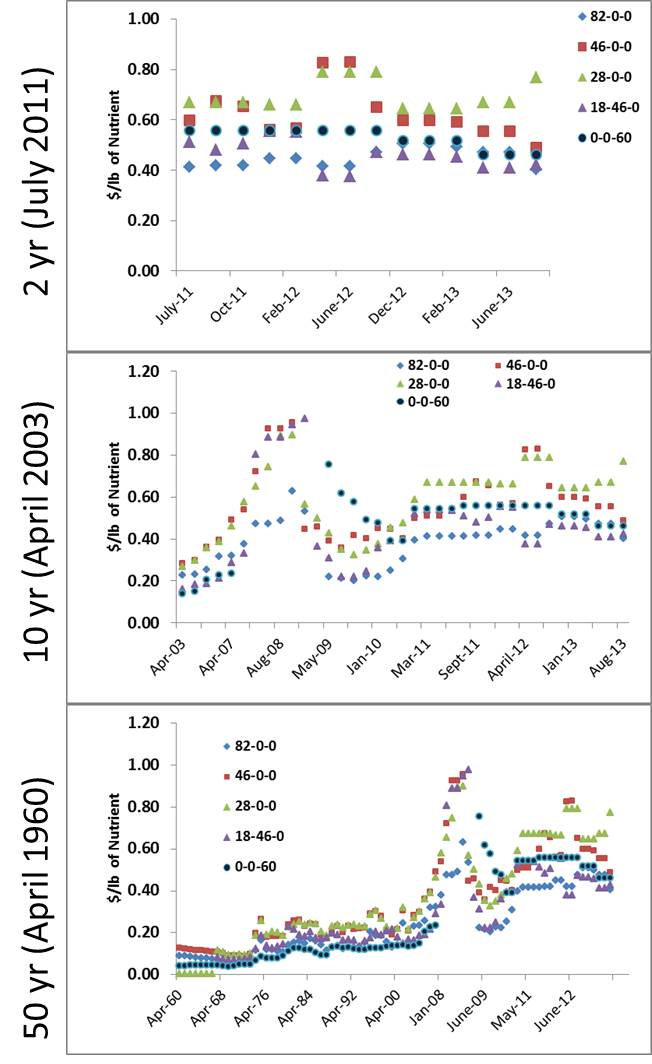 2 yr (July 2011)
$/lb of Nutrient
1.00
0.80
0.60
0.40
0.20
0.00
July-11
Oct-11
Feb-12
June-12
Dec-12
Feb-13
June-13
82-0-0
46-0-0
28-0-0
18-46-0
0-0-60
10 yr (April 2003)
$/lb of Nutrient
1.20
1.00
0.80
0.60
0.40
0.20
0.00
Apr-03
Apr-07
Aug-08
May-09
Jan-10
Mar-11
Sept-11
April-12
Jan-13
Aug-13
82-0-0
46-0-0
28-0-0
18-46-0
0-0-60
50 yr (April 1960)
$/lb of Nutrient
1.20
1.00
0.80
0.60
0.40
0.20
0.00
Apr-60
Apr-68
Apr-76
Apr-84
Apr-92
Apr-00
Jan-08
June-09
May-11
June-12
82-0-0
46-0-0
28-0-0
18-46-0
0-0-60